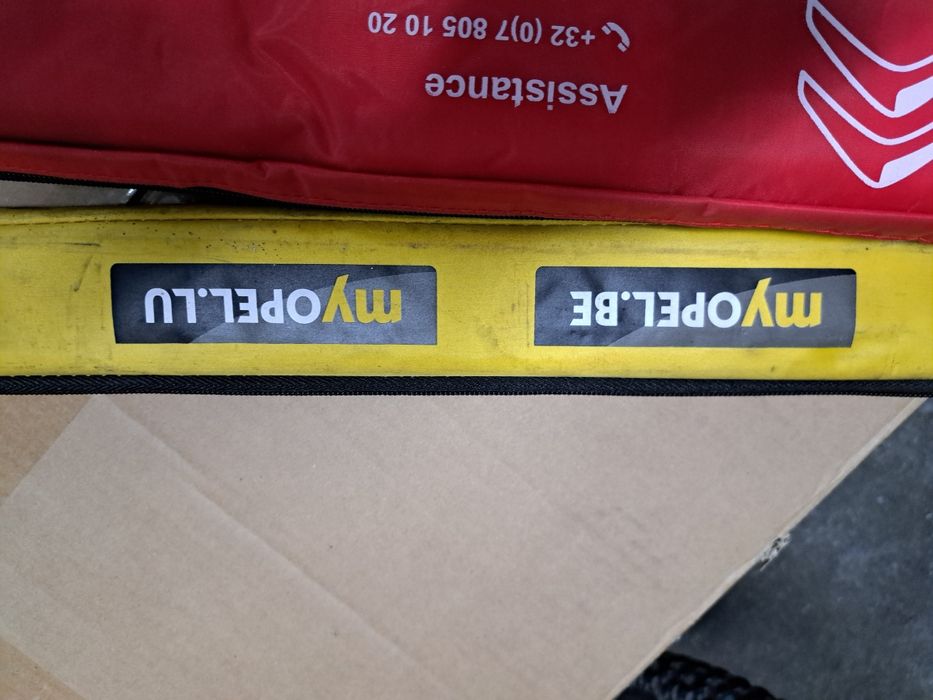 myOPEL.BE
myOPEL.LU
Assistance
+32 (0)7 805 10 20